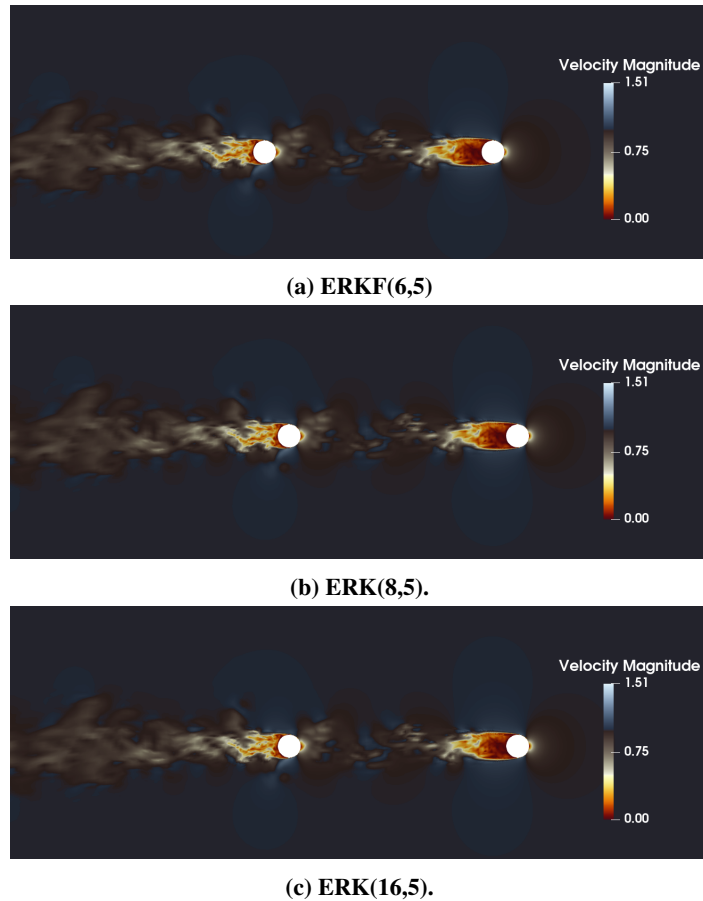 Velocity Magnitude
1.51
0.75
0.00
(a) ERKF(6,5)
Velocity Magnitude
1.51
0.75
0.00
(b) ERK(8,5).
Velocity Magnitude
1.51
0.75
0.00
(c) ERK(16,5).